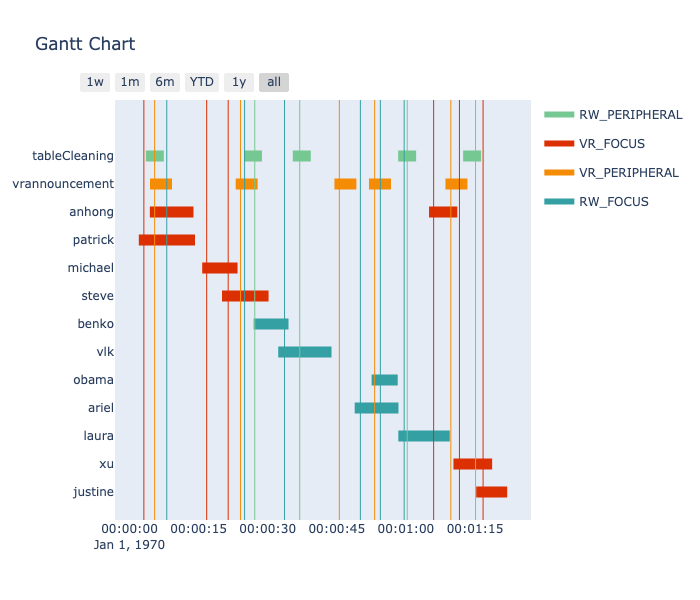 Gantt Chart
1w 1m 6m YTD 1y all
RW_PERIPHERAL
VR_FOCUS
VR_PERIPHERAL
RW_FOCUS
tableCleaning
vrannouncement
anhong
patrick
michael
steve
benko
vlk
obama
ariel
laura
xu
justine
00:00:00 00:00:15 00:00:30 00:00:45 00:01:00 00:01:15
Jan 1, 1970